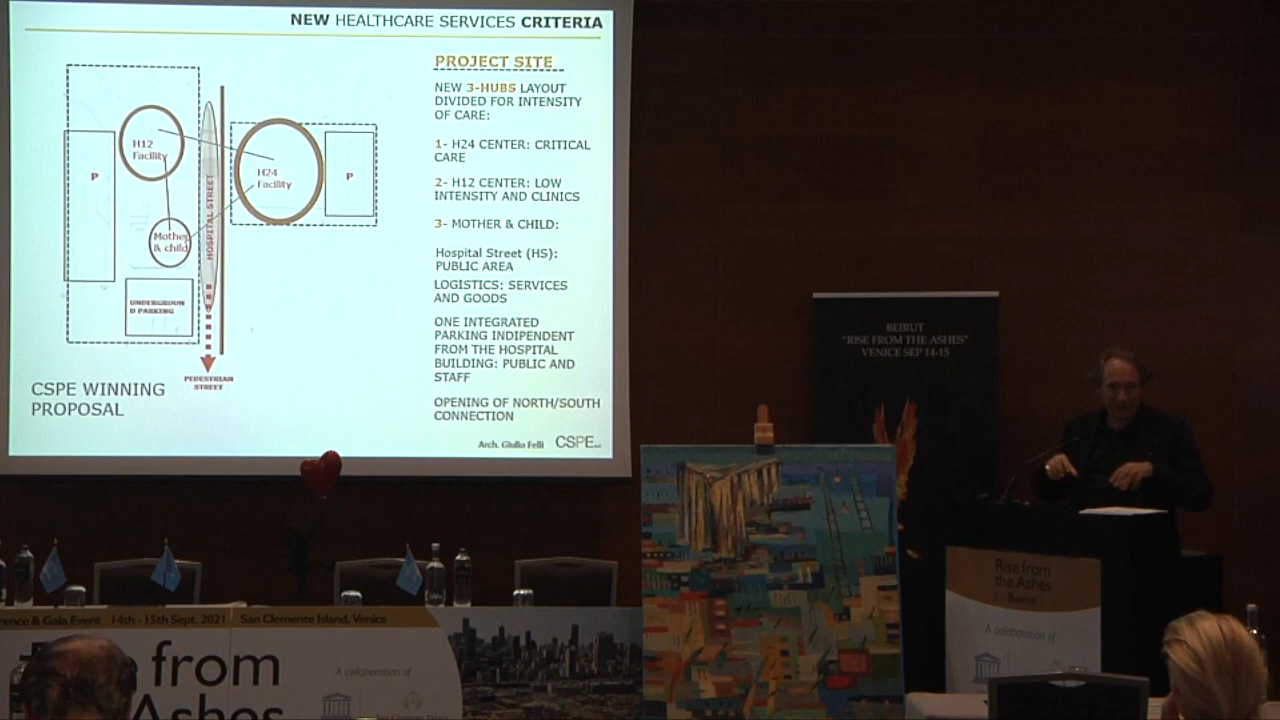 NEW HEALTHCARE SERVICES CRITERIA
PROJECT SITE
NEW 3-HUBS LAYOUT
DIVIDED FOR INTENSITY
OF CARE:
1- H24 CENTER: CRITICAL
CARE
2- H12 CENTER: LOW
INTENSITY AND CLINICS
3- MOTHER & CHILD:
Hospital Street (HS):
PUBLIC AREA
LOGISTICS: SERVICES
AND GOODS
ONE INTEGRATED
PARKING INDIPENDENT
FROM THE HOSPITAL
BUILDING: PUBLIC AND
STAFF
OPENING OF NORTH/SOUTH
CONNECTION
H12
Facility
P
HOSPITAL STREET
H24
Facility
P
Mother
& child
UNDERGROUN
D PARKING
PEDESTRIAN
STREET
CSPE WINNING
PROPOSAL
Arch. Giulio Felli
CSPE
BEIRUT
"RISE FROM THE ASHES"
VENICE SEP 14-15
Rise from
the Ashes
A collaboration of
rence & Gala Event 14th - 15th Sept. 2021 San Clemente Island, Venice
from
Ashes
A collaboration of